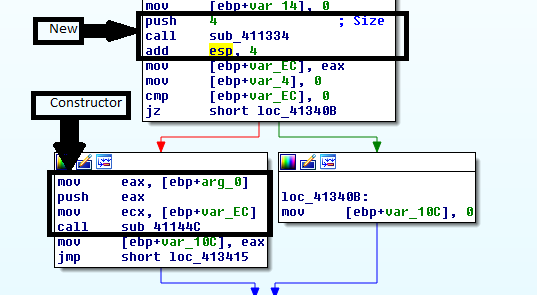 mov     [ebp+var_14], 0
push    4               ; Size
call    sub_411334
add     esp, 4
mov     [ebp+var_EC], eax
mov     [ebp+var_4], 0
cmp     [ebp+var_EC], 0
jz      short loc_41340B
New
Constructor
mov     eax, [ebp+arg_0]
push    eax
mov     ecx, [ebp+var_EC]
call    sub_41144C
mov     [ebp+var_10C], eax
jmp     short loc_413415
loc_41340B:
mov     [ebp+var_10C], 0